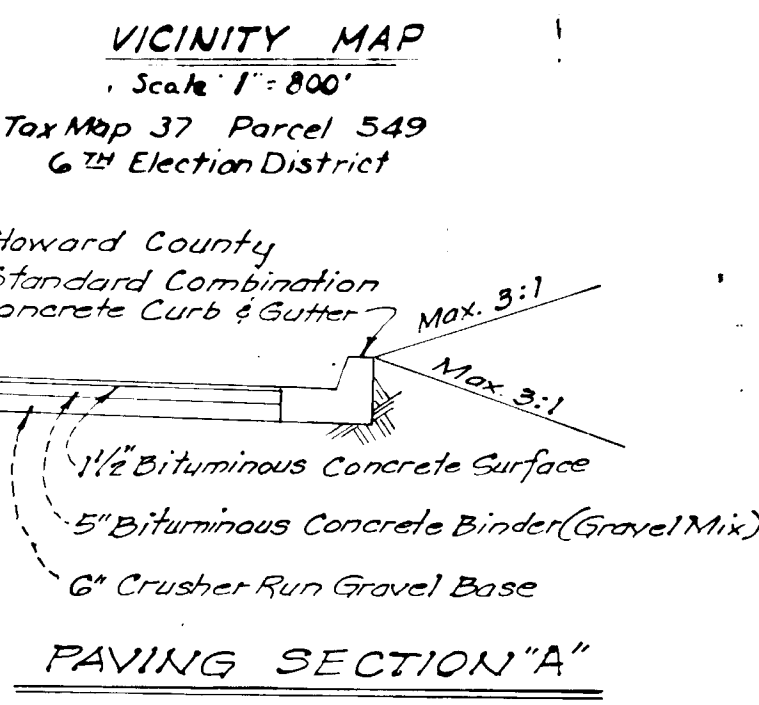 VICINITY MAP
Scale 1" = 800'
Tax Map 37 Parcel 549
6TH Election District
Howard County
Standard Combination
Concrete Curb & Gutter
Max. 3:1
Max. 3:1
1½" Bituminous Concrete Surface
5" Bituminous Concrete Binder (Gravel Mix)
6" Crusher Run Gravel Base
PAVING SECTION "A"